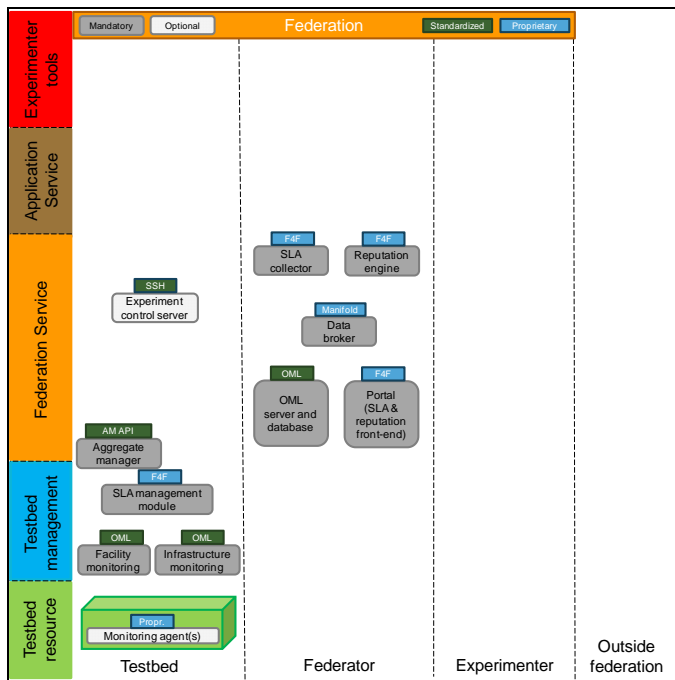 Mandatory
Optional
Federation
Standardized
Proprietary
Experimenter
tools
Application
Service
F4F
SLA
collector
F4F
Reputation
engine
Federation Service
SSH
Experiment
control server
Manifold
Data
broker
OML
OML
server and
database
F4F
Portal
(SLA &
reputation
front-end)
AM API
Aggregate
manager
Testbed
management
F4F
SLA management
module
OML
Facility
monitoring
OML
Infrastructure
monitoring
Testbed
resource
Propr.
Monitoring agent(s)
Testbed
Federator
Experimenter
Outside
federation